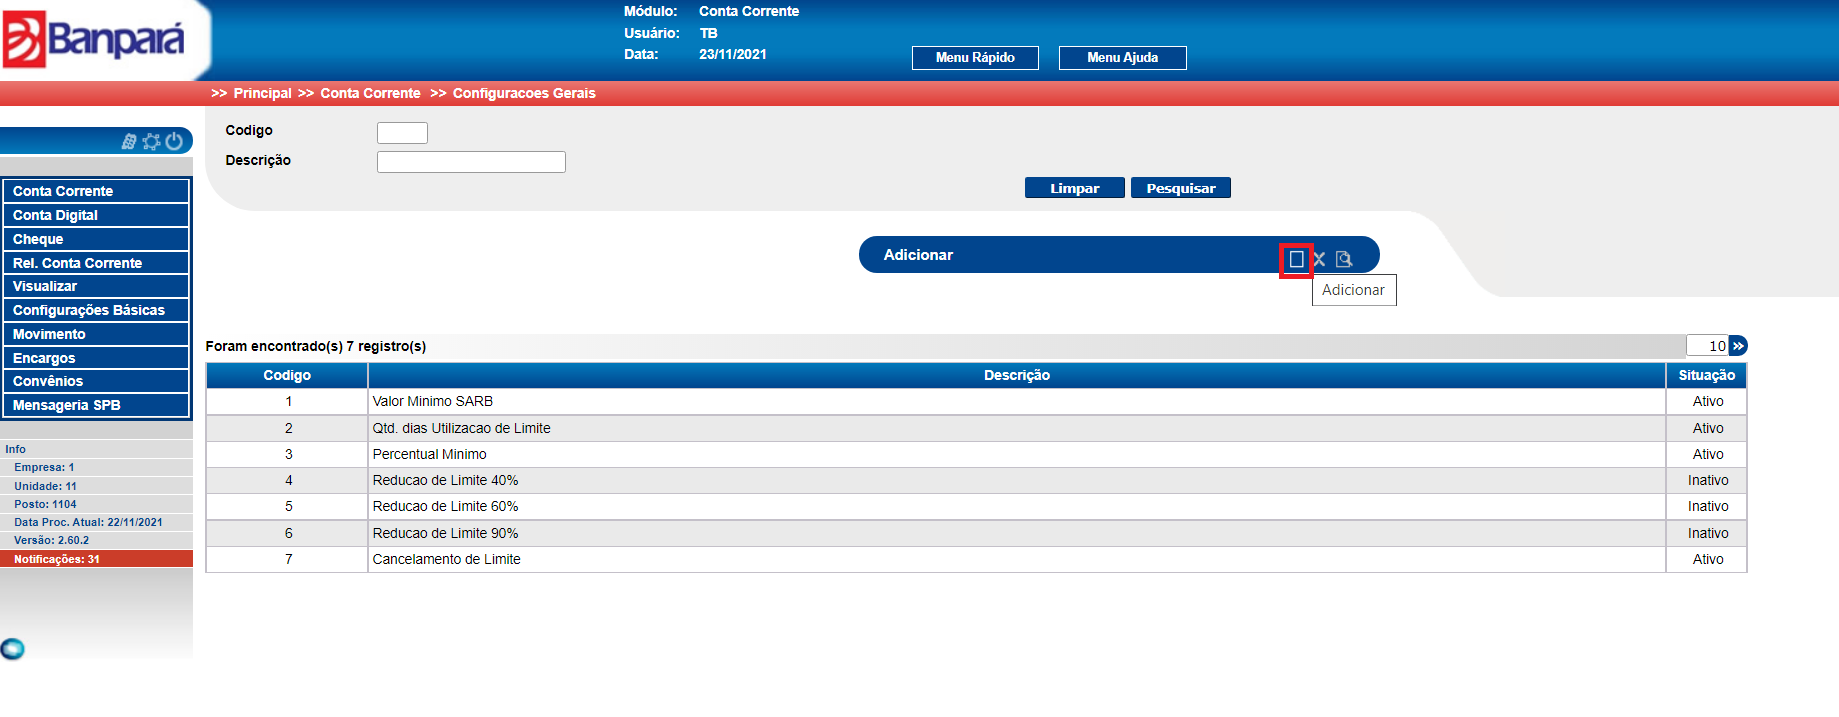 Banpará
Módulo: Conta Corrente
Usuário: TB
Data: 23/11/2021
Menu Rápido Menu Ajuda
>> Principal >> Conta Corrente >> Configuracoes Gerais
Codigo
Descrição
Limpar Pesquisar
Conta Corrente
Conta Digital
Cheque
Rel. Conta Corrente
Visualizar
Configurações Básicas
Movimento
Encargos
Convênios
Mensageria SPB
Info
Empresa: 1
Unidade: 11
Posto: 1104
Data Proc. Atual: 22/11/2021
Versão: 2.60.2
Notificações: 31
Adicionar
Adicionar
Foram encontrado(s) 7 registro(s) 10
Codigo Descrição Situação
1 Valor Minimo SARB Ativo
2 Qtd. dias Utilizacao de Limite Ativo
3 Percentual Minimo Ativo
4 Reducao de Limite 40% Inativo
5 Reducao de Limite 60% Inativo
6 Reducao de Limite 90% Inativo
7 Cancelamento de Limite Ativo